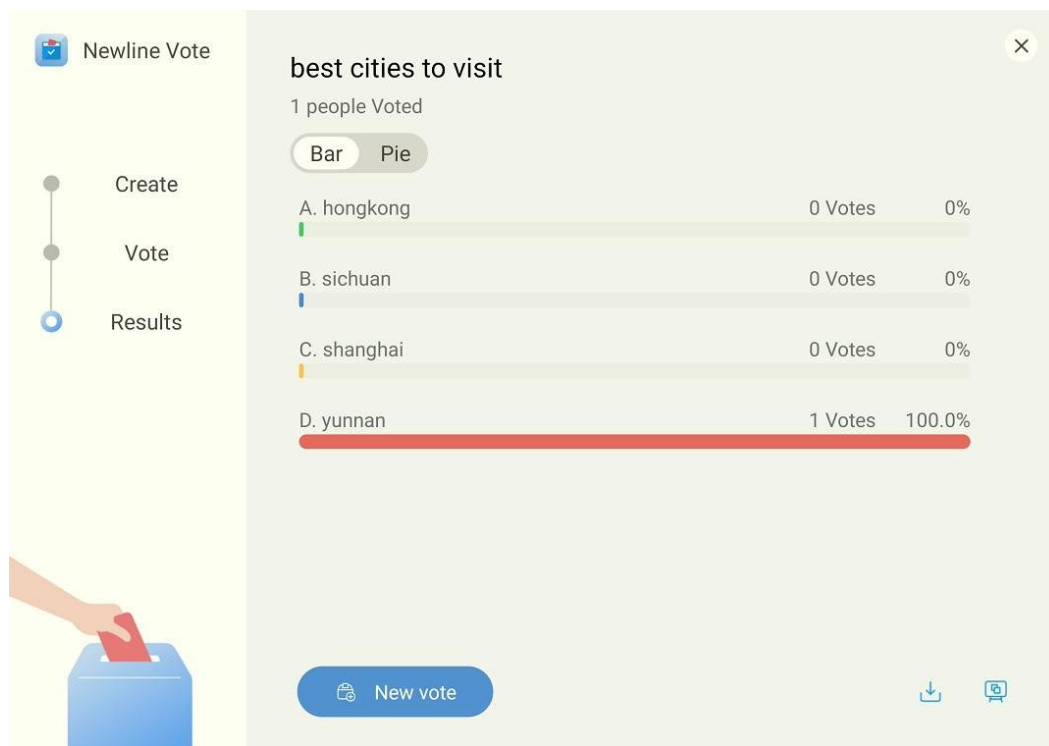 Newline Vote
best cities to visit
1 people Voted
Bar Pie
Create
Vote
Results
A. hongkong 0 Votes 0%
B. sichuan 0 Votes 0%
C. shanghai 0 Votes 0%
D. yunnan 1 Votes 100.0%
New vote